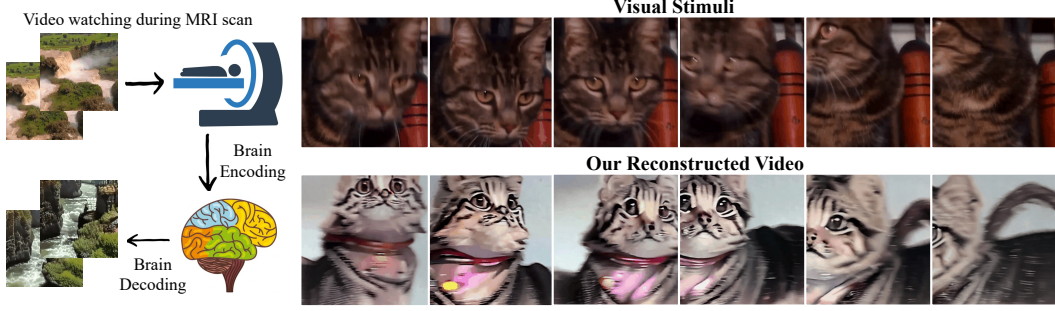 Video watching during MRI scan
Brain
Encoding
Brain
Decoding
Visual Stimuli
Our Reconstructed Video